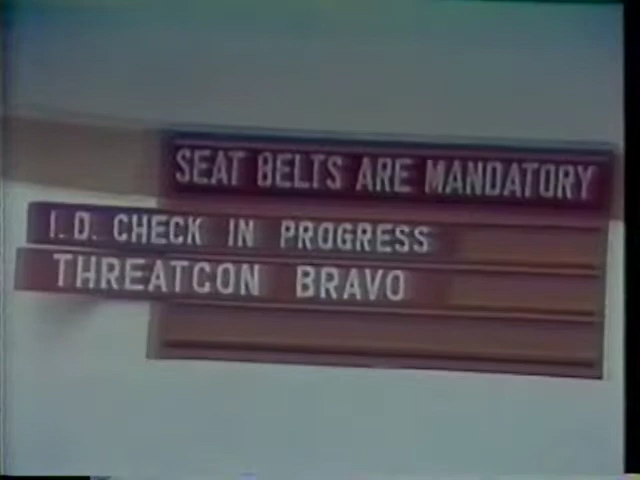 SEAT BELTS ARE MANDATORY
I.D. CHECK IN PROGRESS
THREATCON BRAVO